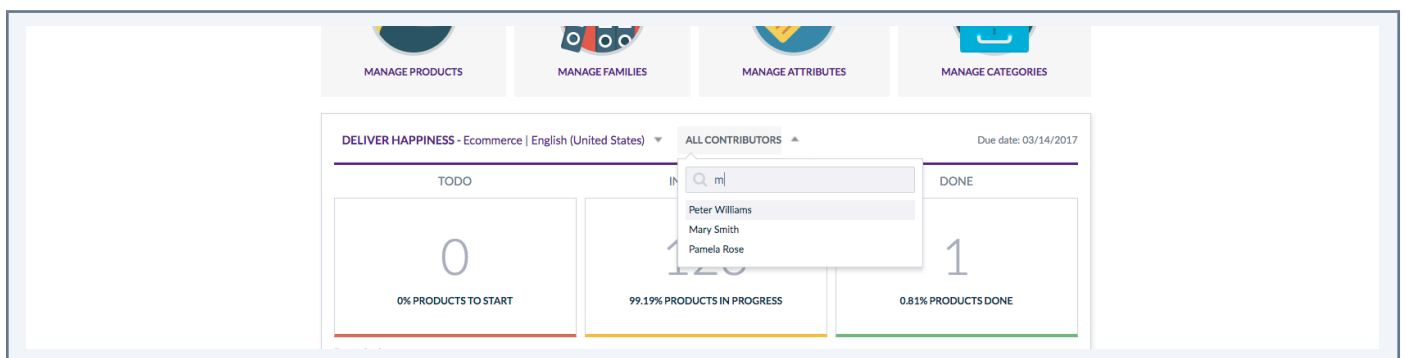 MANAGE PRODUCTS
MANAGE FAMILIES
MANAGE ATTRIBUTES
MANAGE CATEGORIES
DELIVER HAPPINESS - Ecommerce | English (United States)
ALL CONTRIBUTORS
Due date: 03/14/2017
TODO
DONE
m
Peter Williams
Mary Smith
Pamela Rose
0
1
0% PRODUCTS TO START
99.19% PRODUCTS IN PROGRESS
0.81% PRODUCTS DONE